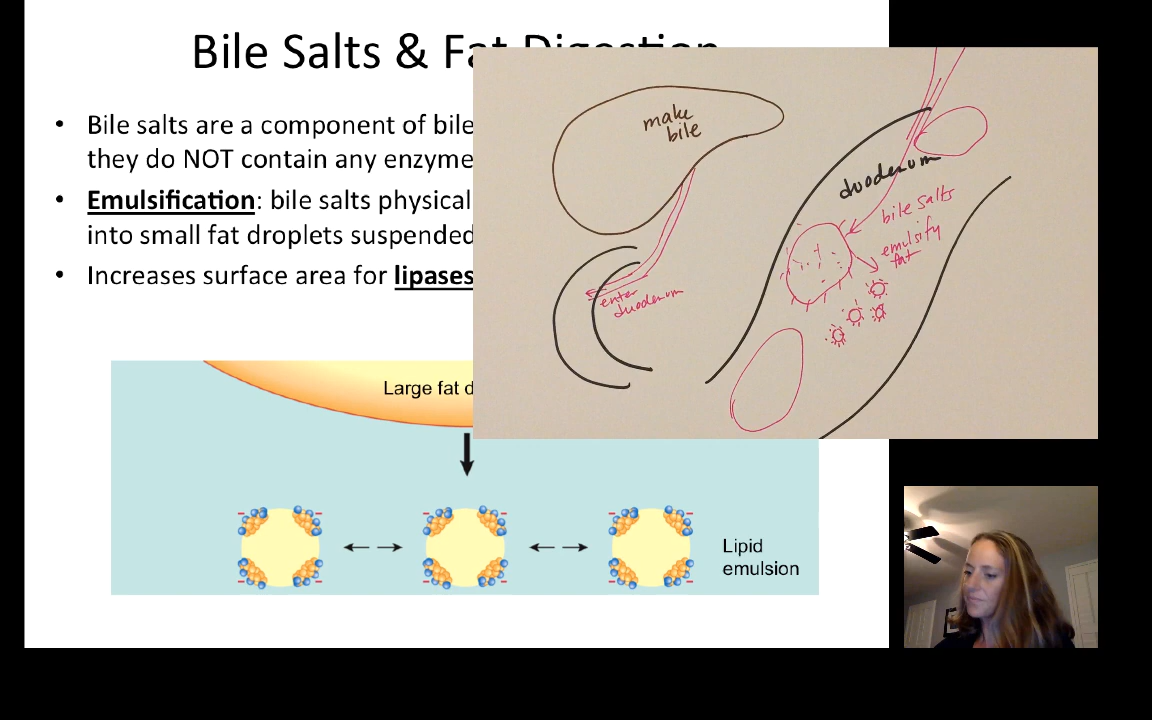 Bile Salts & Fat Digestion
Bile salts are a component of bile
they do NOT contain any enzyme
Emulsification: bile salts physical
into small fat droplets suspended
Increases surface area for lipases
Large fat d
Lipid
emulsion
make
bile
enter
duodenum
duodenum
bile salts
emulsify
fat